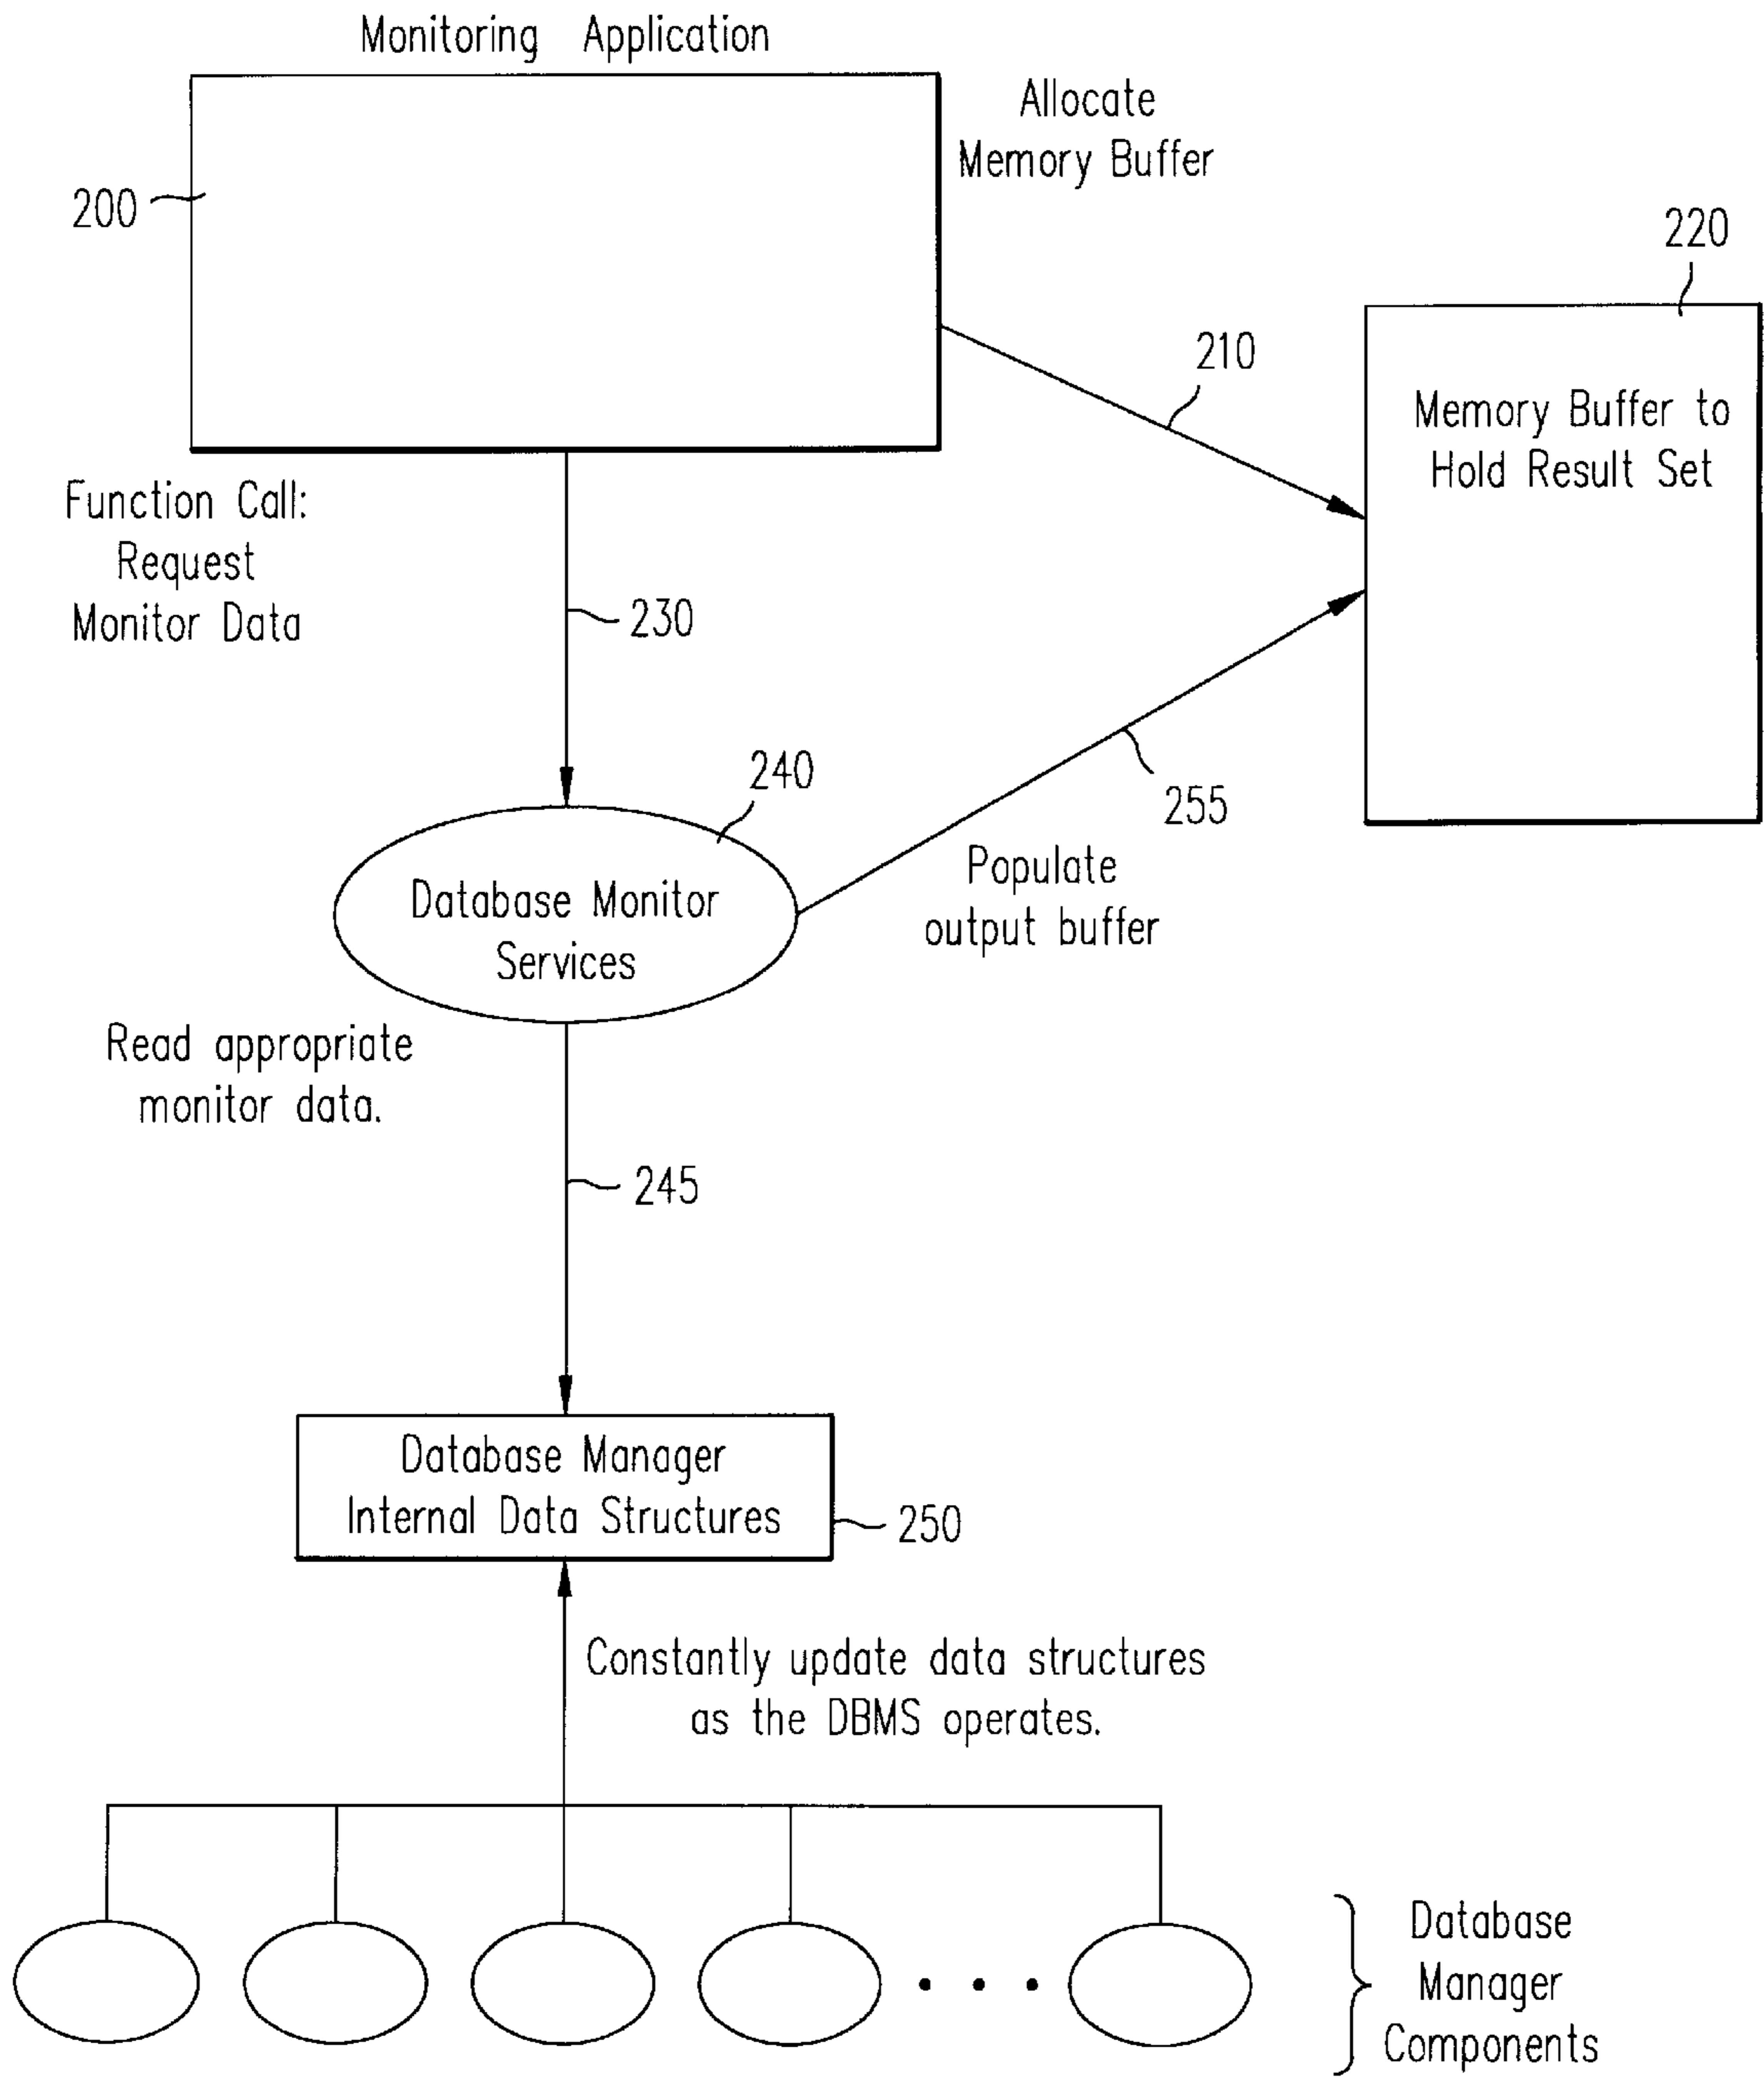 Monitoring Application
Allocate
Memory Buffer
200
220
210
Memory Buffer to
Hold Result Set
Function Call:
Request
Monitor Data
230
240
255
Populate
output buffer
Database Monitor
Services
Read appropriate
monitor data.
245
Database Manager
Internal Data Structures
250
Constantly update data structures
as the DBMS operates.
Database
Manager
Components